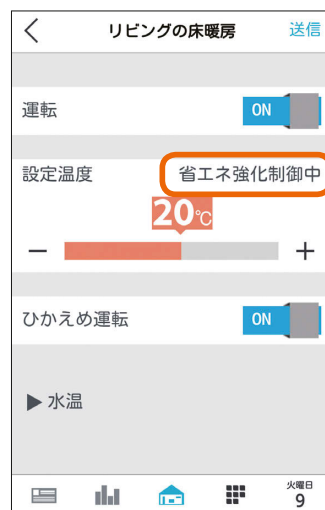 リビングの床暖房 送信
運転 ON
設定温度 省エネ強化制御中
20℃
− +
ひかえめ運転 ON
▶水温
火曜日
9